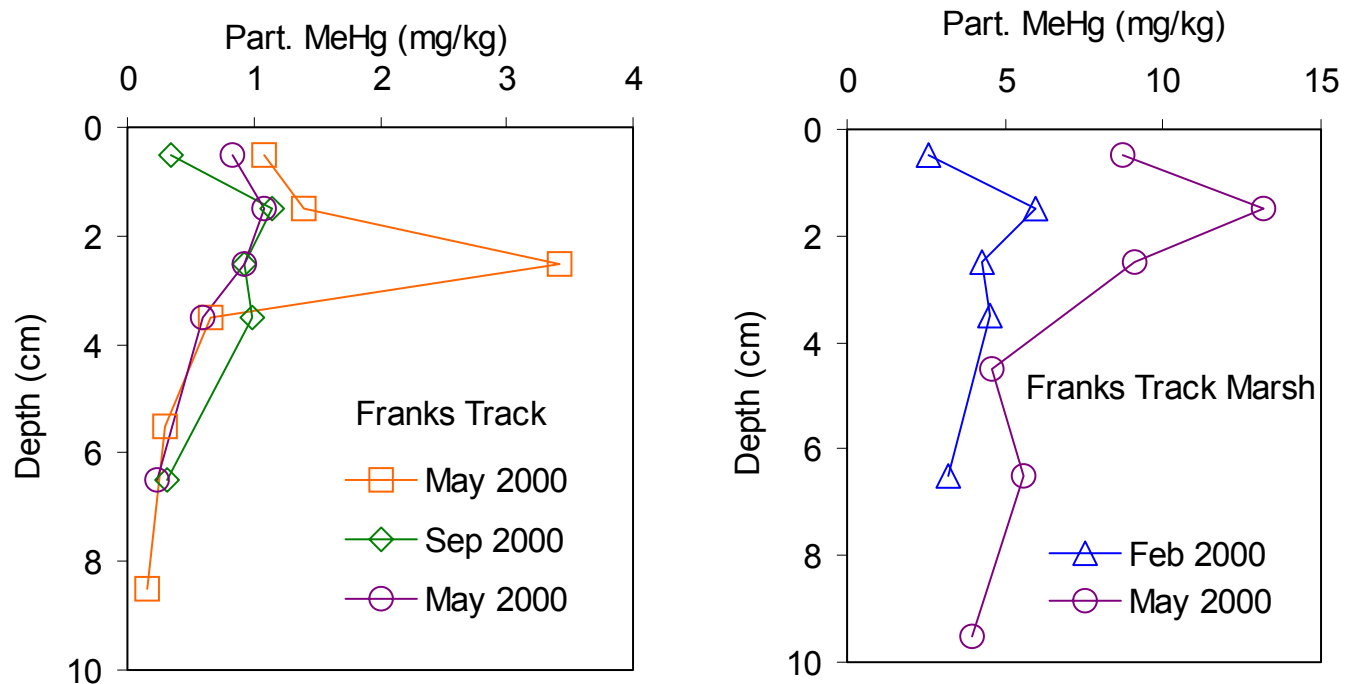 Part. MeHg (mg/kg)
0 1 2 3 4
0
2
4
6
8
10
Depth (cm)
Franks Track
May 2000
Sep 2000
May 2000
Part. MeHg (mg/kg)
0 5 10 15
0
2
4
6
8
10
Depth (cm)
Franks Track Marsh
Feb 2000
May 2000